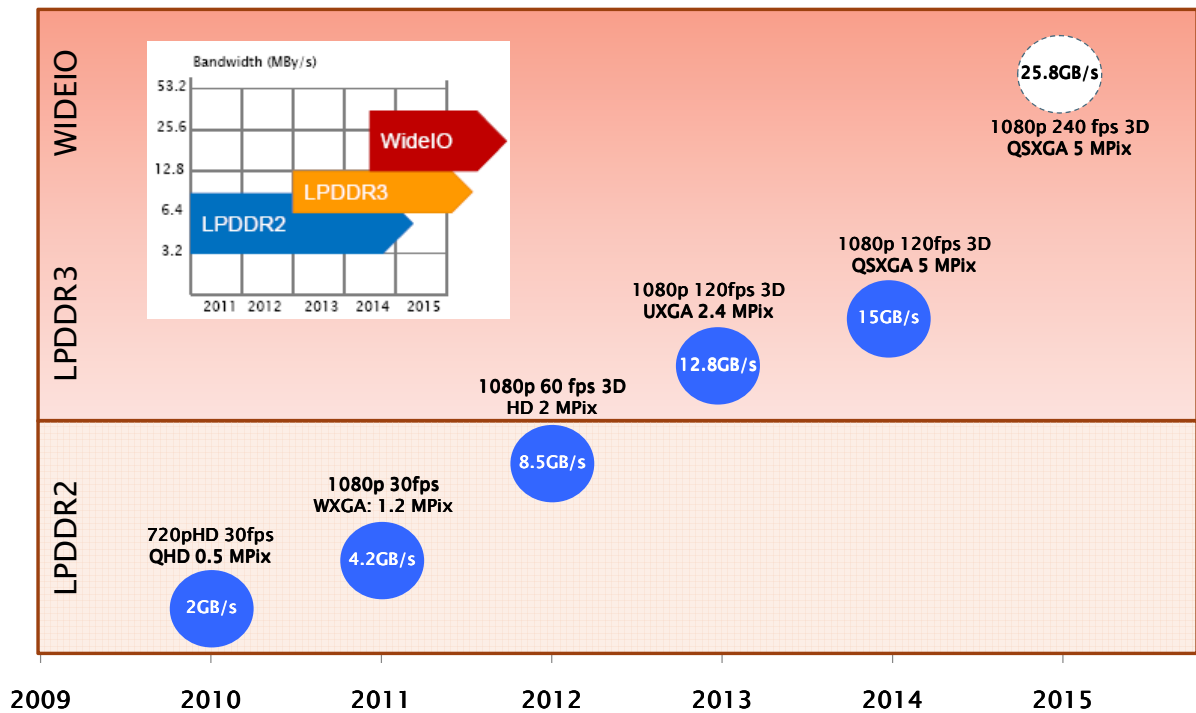 WIDEIO
Bandwidth (MBy/s)
53.2
25.6
12.8
6.4
3.2
WideIO
LPDDR3
LPDDR2
2011 2012 2013 2014 2015
25.8GB/s
1080p 240 fps 3D
QSXGA 5 MPix
LPDDR3
1080p 120fps 3D
QSXGA 5 MPix
15GB/s
1080p 120fps 3D
UXGA 2.4 MPix
12.8GB/s
1080p 60 fps 3D
HD 2 MPix
8.5GB/s
LPDDR2
1080p 30fps
WXGA: 1.2 MPix
4.2GB/s
720pHD 30fps
QHD 0.5 MPix
2GB/s
2009 2010 2011 2012 2013 2014 2015